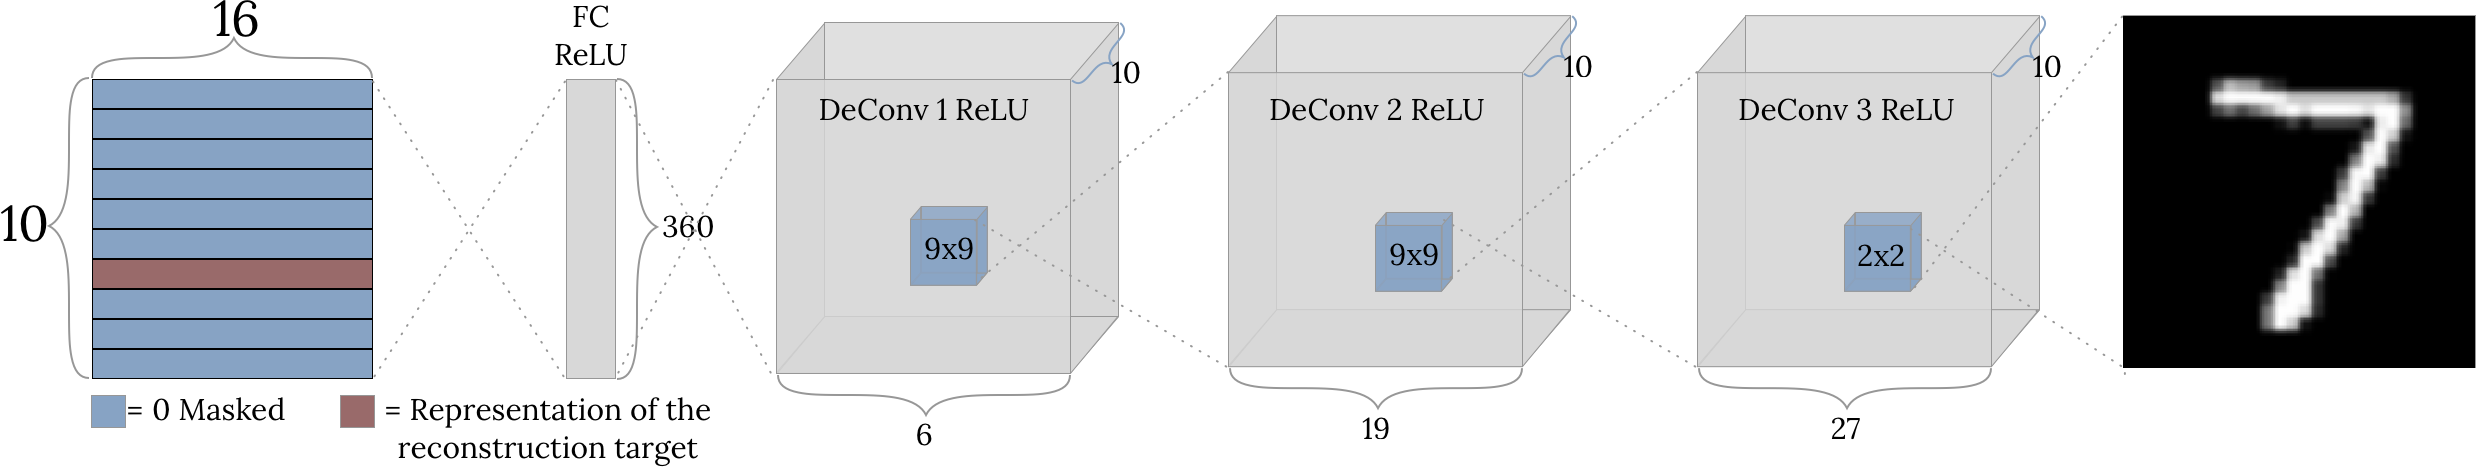 16
10
FC
ReLU
360
DeConv 1 ReLU
10
9x9
6
DeConv 2 ReLU
10
9x9
19
DeConv 3 ReLU
10
2x2
27
7
= 0 Masked
= Representation of the
reconstruction target